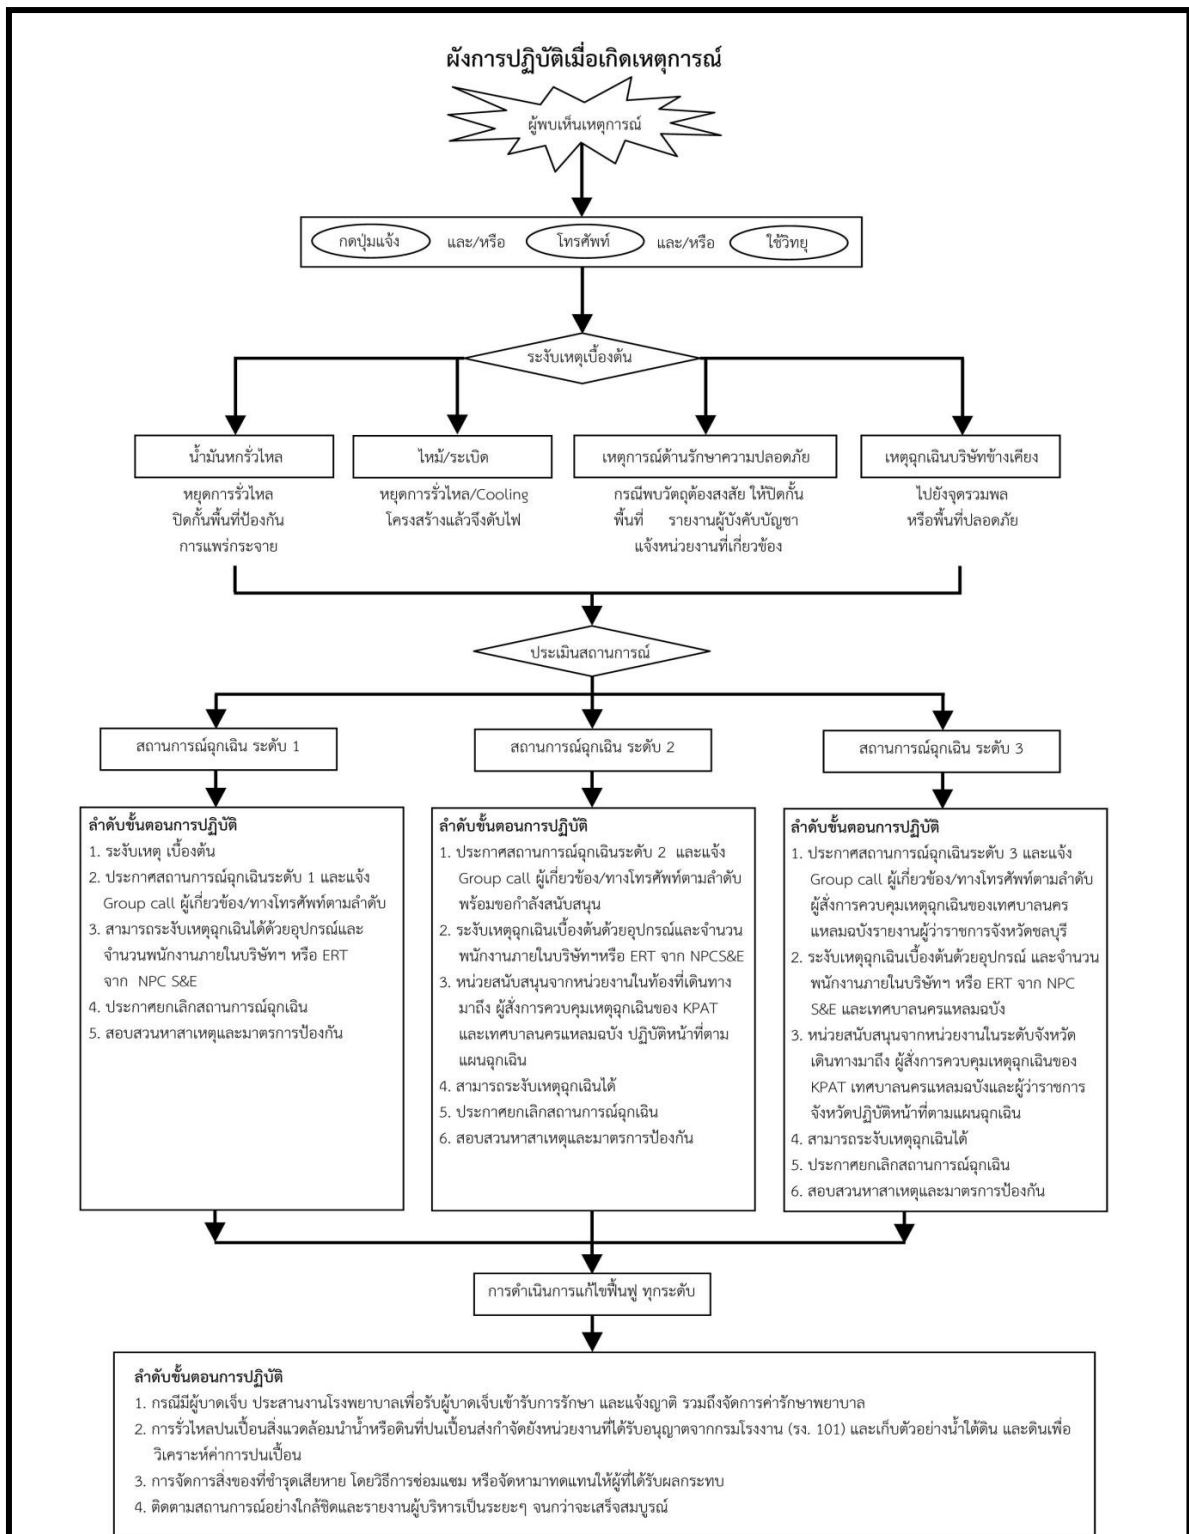 ผังการปฏิบัติเมื่อเกิดเหตุการณ์
ผู้พบเห็นเหตุการณ์
กดปุ่มแจ้ง และ/หรือ โทรศัพท์ และ/หรือ ใช้วิทยุ
ระงับเหตุเบื้องต้น
น้ำมันหกรั่วไหล
หยุดการรั่วไหล
ปิดกั้นพื้นที่ป้องกัน
การแพร่กระจาย
ไหม้/ระเบิด
หยุดการรั่วไหล/Cooling
โครงสร้างแล้วจึงดับไฟ
เหตุการณ์ด้านรักษาความปลอดภัย
กรณีพบวัตถุต้องสงสัย ให้ปิดกั้น
พื้นที่ รายงานผู้บังคับบัญชา
แจ้งหน่วยงานที่เกี่ยวข้อง
เหตุฉุกเฉินบริษัทข้างเคียง
ไปยังจุดรวมพล
หรือพื้นที่ปลอดภัย
ประเมินสถานการณ์
สถานการณ์ฉุกเฉิน ระดับ 1
ลำดับขั้นตอนการปฏิบัติ
1. ระงับเหตุ เบื้องต้น
2. ประกาศสถานการณ์ฉุกเฉินระดับ 1 และแจ้ง
Group call ผู้เกี่ยวข้อง/ทางโทรศัพท์ตามลำดับ
3. สามารถระงับเหตุฉุกเฉินได้ด้วยอุปกรณ์และ
จำนวนพนักงานภายในบริษัทฯ หรือ ERT
จาก NPC S&E
4. ประกาศยกเลิกสถานการณ์ฉุกเฉิน
5. สอบสวนหาสาเหตุและมาตรการป้องกัน
สถานการณ์ฉุกเฉิน ระดับ 2
ลำดับขั้นตอนการปฏิบัติ
1. ประกาศสถานการณ์ฉุกเฉินระดับ 2 และแจ้ง
Group call ผู้เกี่ยวข้อง/ทางโทรศัพท์ตามลำดับ
พร้อมขอกำลังสนับสนุน
2. ระงับเหตุฉุกเฉินเบื้องต้นด้วยอุปกรณ์และจำนวน
พนักงานภายในบริษัทฯหรือ ERT จาก NPCS&E
3. หน่วยสนับสนุนจากหน่วยงานในท้องที่เดินทาง
มาถึง ผู้สั่งการควบคุมเหตุฉุกเฉินของ KPAT
และเทศบาลนครแหลมฉบัง ปฏิบัติหน้าที่ตาม
แผนฉุกเฉิน
4. สามารถระงับเหตุฉุกเฉินได้
5. ประกาศยกเลิกสถานการณ์ฉุกเฉิน
6. สอบสวนหาสาเหตุและมาตรการป้องกัน
สถานการณ์ฉุกเฉิน ระดับ 3
ลำดับขั้นตอนการปฏิบัติ
1. ประกาศสถานการณ์ฉุกเฉินระดับ 3 และแจ้ง
Group call ผู้เกี่ยวข้อง/ทางโทรศัพท์ตามลำดับ
ผู้สั่งการควบคุมเหตุฉุกเฉินของเทศบาลนคร
แหลมฉบังรายงานผู้ว่าราชการจังหวัดชลบุรี
2. ระงับเหตุฉุกเฉินเบื้องต้นด้วยอุปกรณ์ และจำนวน
พนักงานภายในบริษัทฯ หรือ ERT จาก NPC
S&E และเทศบาลนครแหลมฉบัง
3. หน่วยสนับสนุนจากหน่วยงานในระดับจังหวัด
เดินทางมาถึง ผู้สั่งการควบคุมเหตุฉุกเฉินของ
KPAT เทศบาลนครแหลมฉบังและผู้ว่าราชการ
จังหวัดปฏิบัติหน้าที่ตามแผนฉุกเฉิน
4. สามารถระงับเหตุฉุกเฉินได้
5. ประกาศยกเลิกสถานการณ์ฉุกเฉิน
6. สอบสวนหาสาเหตุและมาตรการป้องกัน
การดำเนินการแก้ไขฟื้นฟู ทุกระดับ
ลำดับขั้นตอนการปฏิบัติ
1. กรณีมีผู้บาดเจ็บ ประสานงานโรงพยาบาลเพื่อรับผู้บาดเจ็บเข้ารับการรักษา และแจ้งญาติ รวมถึงจัดการค่ารักษาพยาบาล
2. การรั่วไหลปนเปื้อนสิ่งแวดล้อมนำน้ำหรือดินที่ปนเปื้อนส่งกำจัดยังหน่วยงานที่ได้รับอนุญาตจากกรมโรงงาน (รง. 101) และเก็บตัวอย่างน้ำใต้ดิน และดินเพื่อ
วิเคราะห์ค่าการปนเปื้อน
3. การจัดการสิ่งของที่ชำรุดเสียหาย โดยวิธีการซ่อมแซม หรือจัดหามาทดแทนให้ผู้ที่ได้รับผลกระทบ
4. ติดตามสถานการณ์อย่างใกล้ชิดและรายงานผู้บริหารเป็นระยะๆ จนกว่าจะเสร็จสมบูรณ์